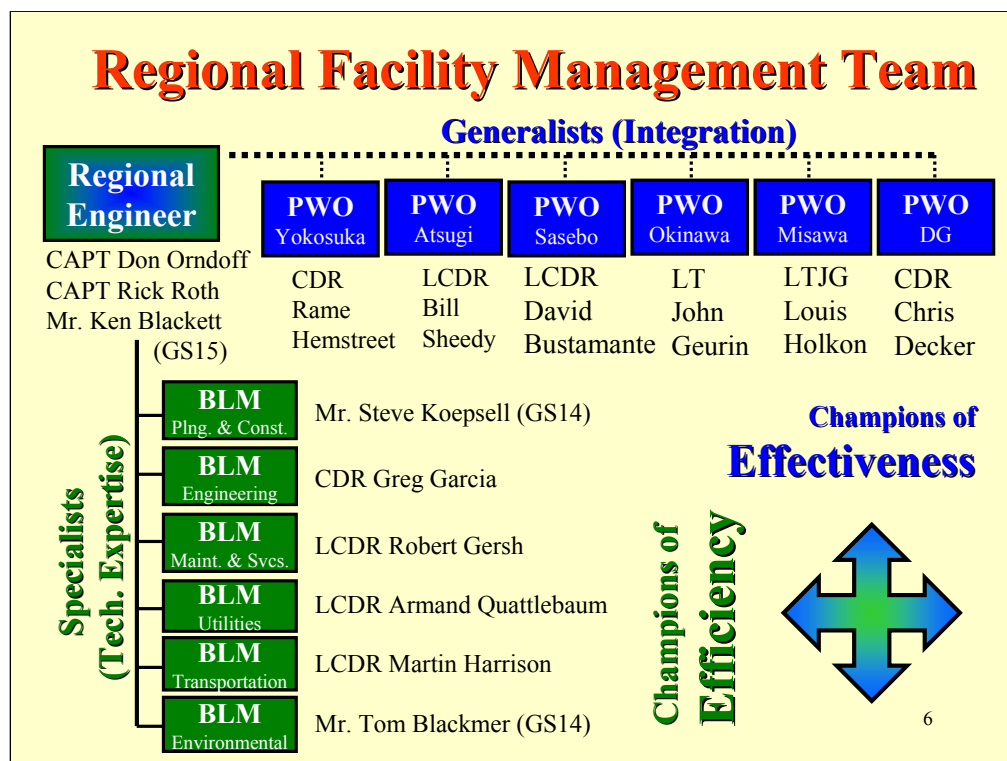 Regional Facility Management Team
Generalists (Integration)
Regional
Engineer
CAPT Don Orndoff
CAPT Rick Roth
Mr. Ken Blackett
(GS15)
PWO
Yokosuka
CDR
Rame
Hemstreet
PWO
Atsugi
LCDR
Bill
Sheedy
PWO
Sasebo
LCDR
David
Bustamante
PWO
Okinawa
LT
John
Geurin
PWO
Misawa
LTJG
Louis
Holkon
PWO
DG
CDR
Chris
Decker
Specialists
(Tech. Expertise)
BLM
Plng. & Const.
Mr. Steve Koepsell (GS14)
BLM
Engineering
CDR Greg Garcia
BLM
Maint. & Svcs.
LCDR Robert Gersh
BLM
Utilities
LCDR Armand Quattlebaum
BLM
Transportation
LCDR Martin Harrison
BLM
Environmental
Mr. Tom Blackmer (GS14)
Champions of
Effectiveness
Champions of
Efficiency
6